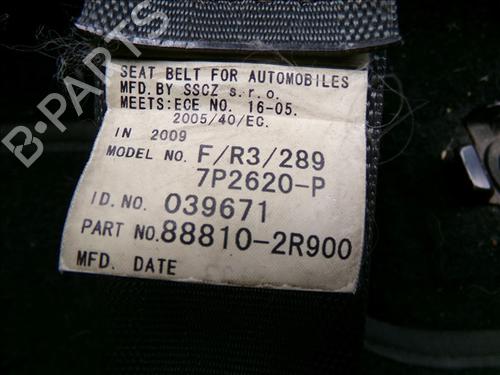 B-PARTS
SEAT BELT FOR AUTOMOBILES
MFD. BY SSCZ s.r.o.
MEETS:ECE NO. 16-05.
2005/40/EC.
IN 2009
MODEL NO. F/R3/289
7P2620-P
ID.NO. 039671
PART NO. 88810-2R900
MFD. DATE